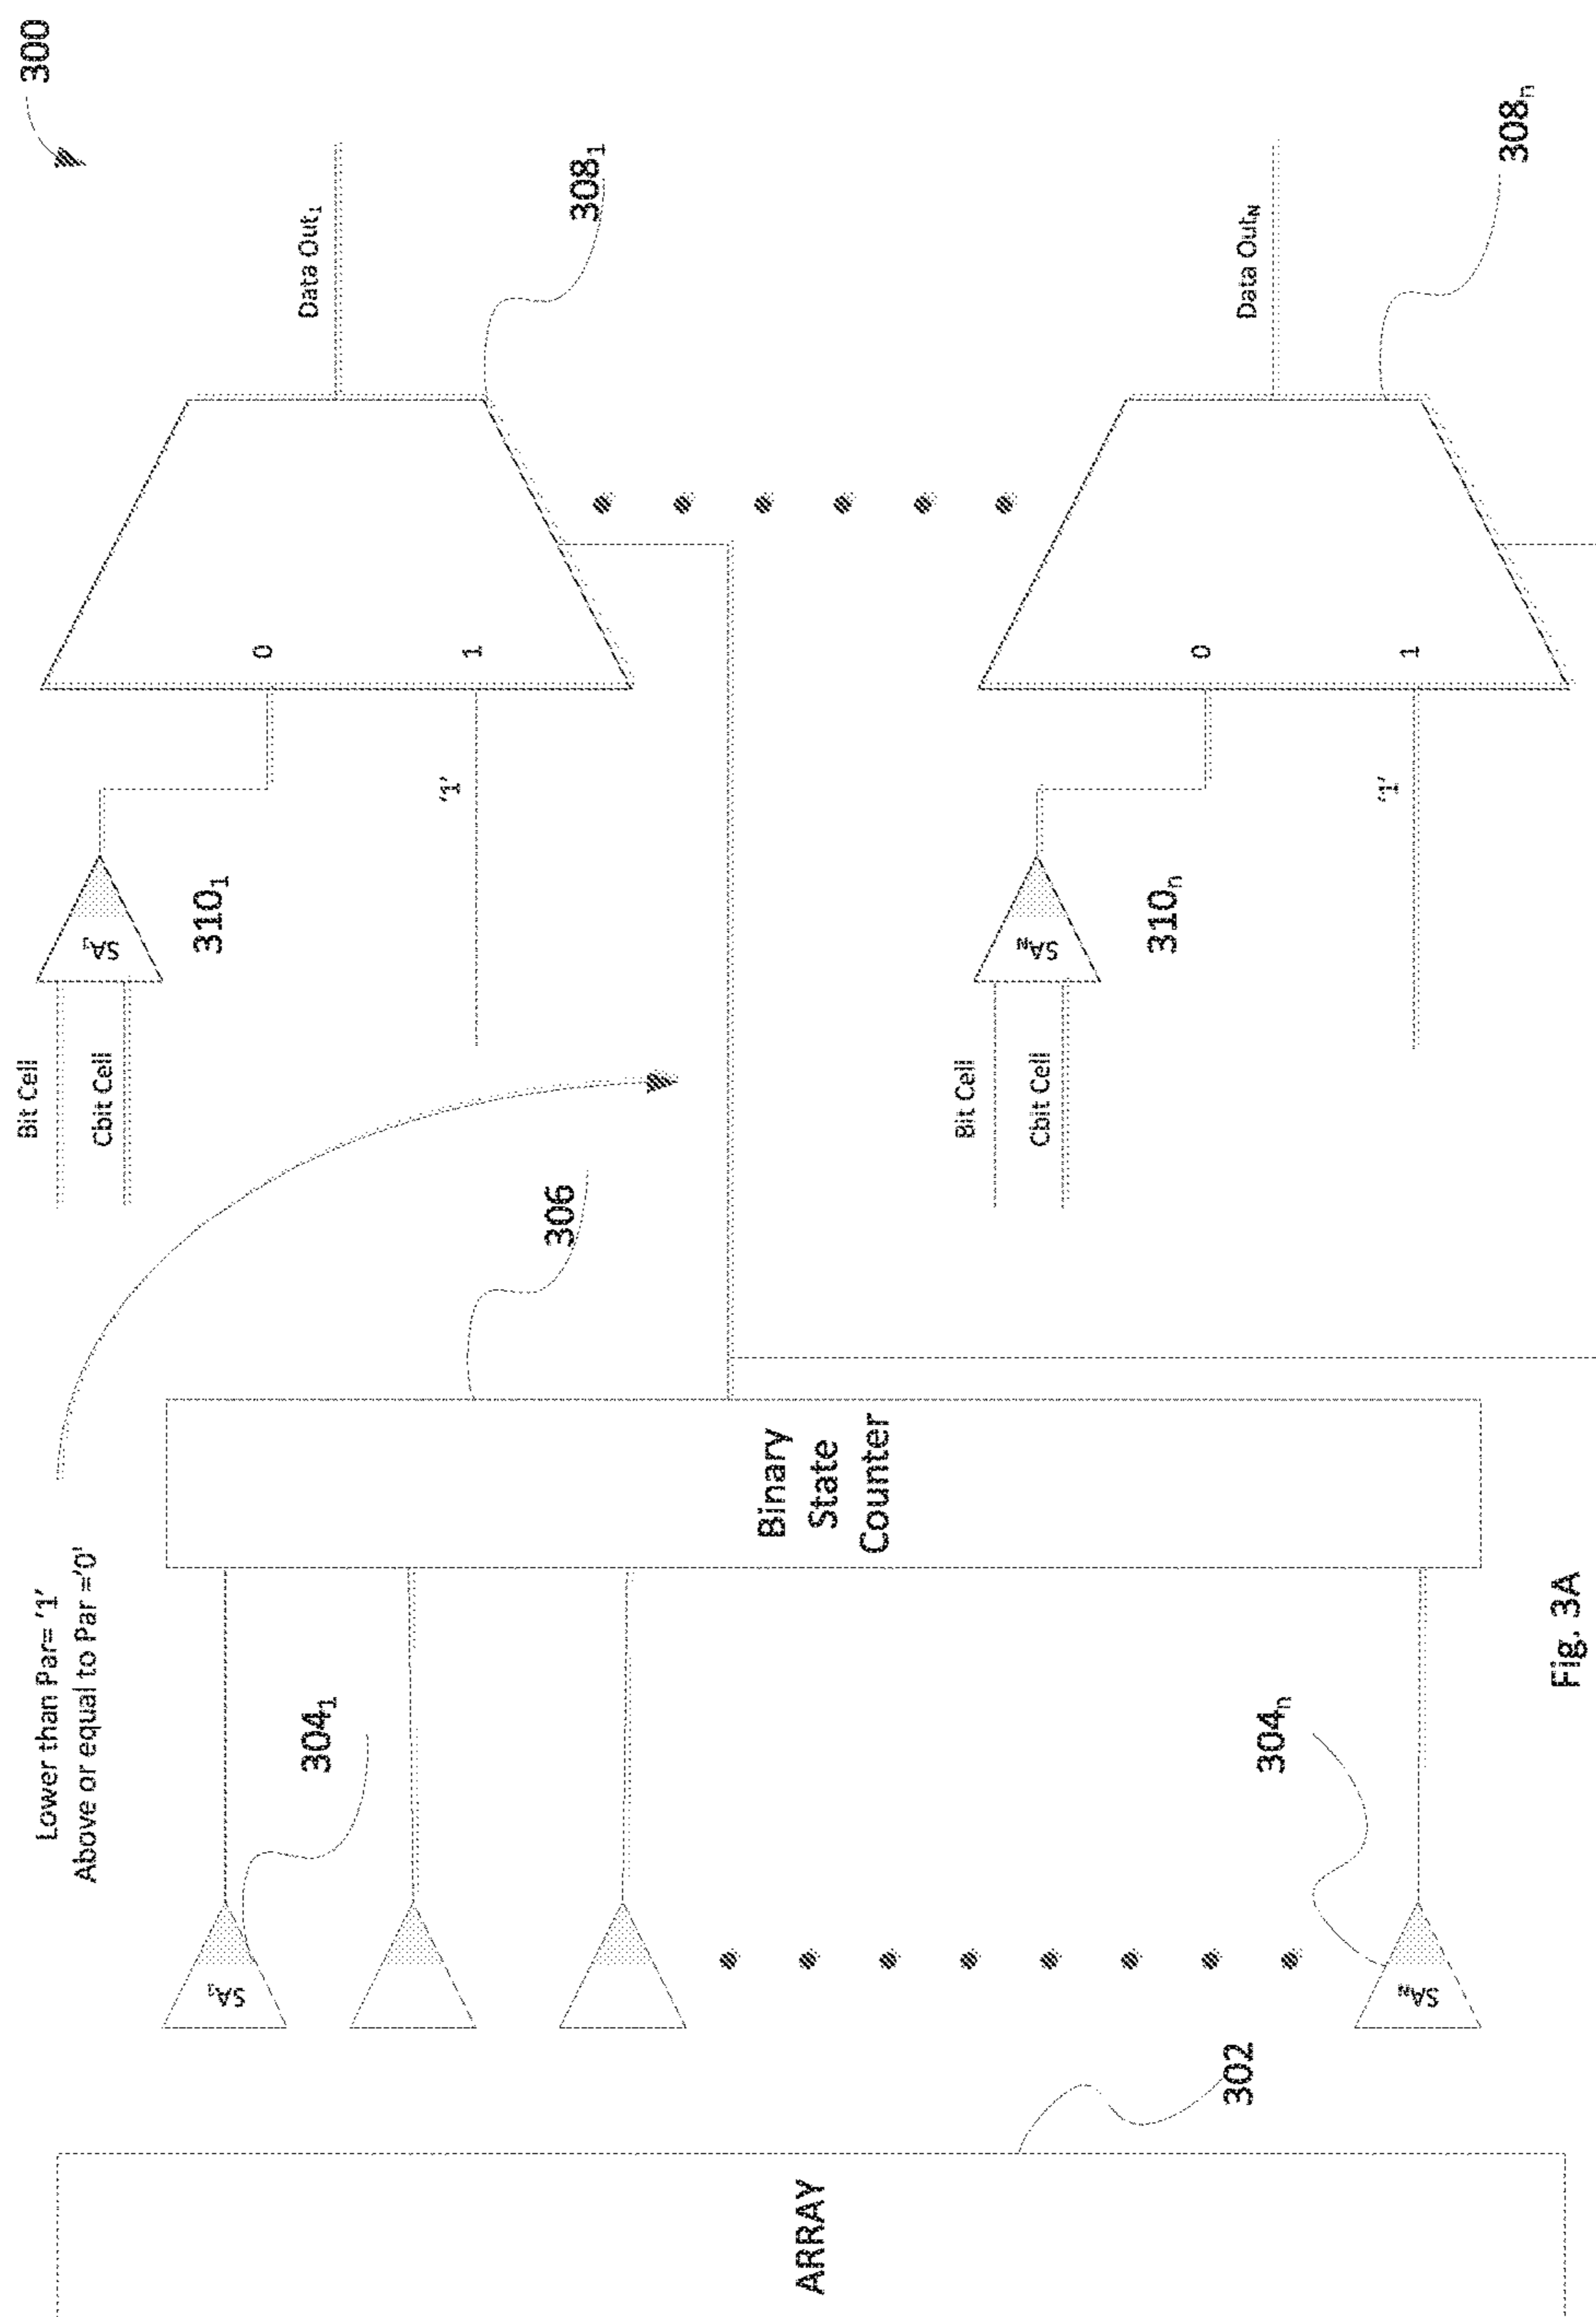 300
Lower than Par= '1'
Above or equal to Par ='0'
Bit Cell
Cbit Cell
SA1
310₁
'1'
0
1
Data Out₁
308₁
ARRAY
302
SA1
304₁
304ₙ
SAN
Binary
State
Counter
306
Bit Cell
Cbit Cell
SAN
310ₙ
'1'
0
1
Data OutN
308ₙ
Fig. 3A